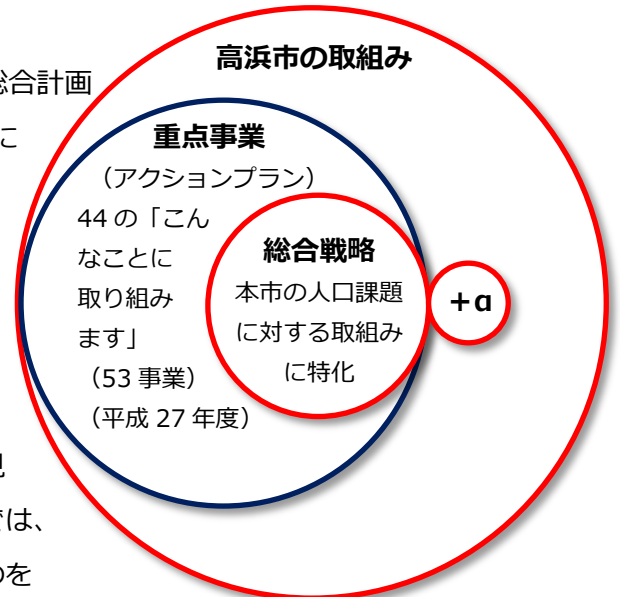 高浜市の取組み
総合計画
に
重点事業
（アクションプラン）
44 の「こん
なことに
取り組み
ます」
（53 事業）
（平成 27 年度）
総合戦略
本市の人口課題
に対する取組み
に特化
＋α
では、
のを